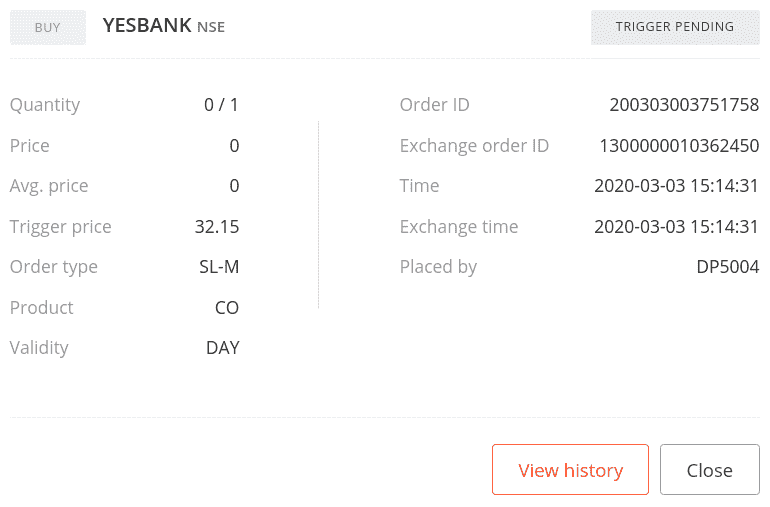 BUY YESBANK NSE TRIGGER PENDING
Quantity 0 / 1 Order ID 200303003751758
Price 0 Exchange order ID 1300000010362450
Avg. price 0 Time 2020-03-03 15:14:31
Trigger price 32.15 Exchange time 2020-03-03 15:14:31
Order type SL-M Placed by DP5004
Product CO
Validity DAY
View history Close